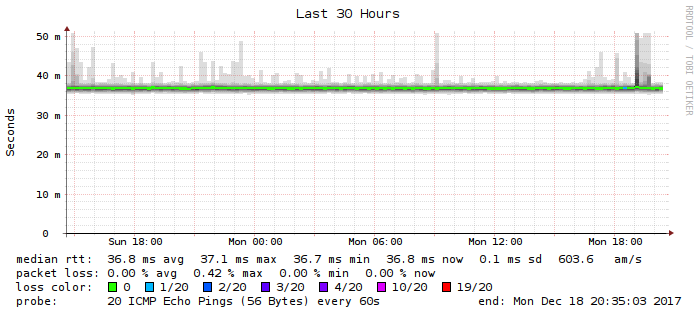 Last 30 Hours
RRDTOOL / TOBI OETIKER
Seconds
50 m
40 m
30 m
20 m
10 m
0
Sun 18:00 Mon 00:00 Mon 06:00 Mon 12:00 Mon 18:00
median rtt: 36.8 ms avg 37.1 ms max 36.7 ms min 36.8 ms now 0.1 ms sd 603.6 am/s
packet loss: 0.00 % avg 0.42 % max 0.00 % min 0.00 % now
loss color: 0 1/20 2/20 3/20 4/20 10/20 19/20
probe: 20 ICMP Echo Pings (56 Bytes) every 60s end: Mon Dec 18 20:35:03 2017